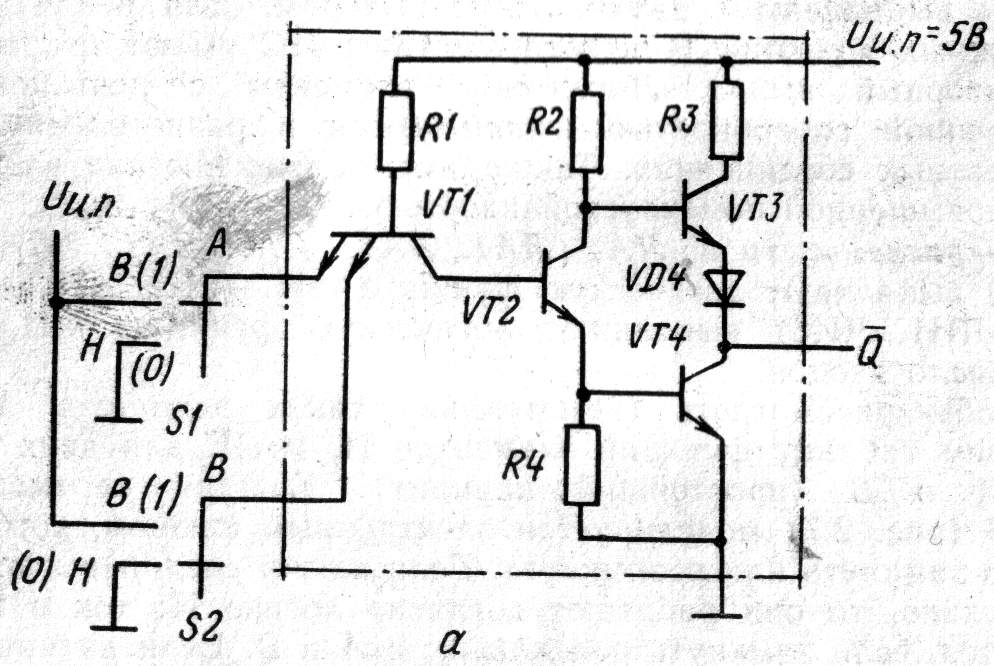 Uи.п=5В
R1
R2
R3
Uи.п
VT1
VT3
A
В(1)
VT2
VD4
Н
(0)
VT4
Q̅
S1
В
R4
В(1)
(0) Н
S2
а